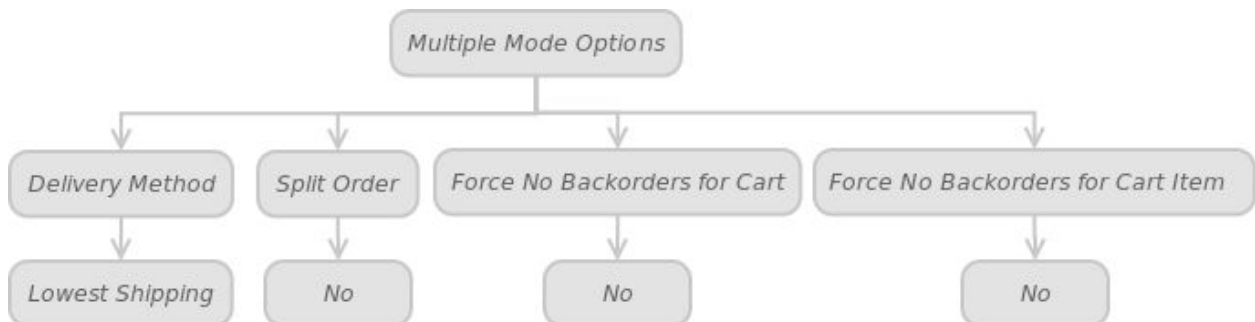 Multiple Mode Options
Delivery Method
Split Order
Force No Backorders for Cart
Force No Backorders for Cart Item
Lowest Shipping
No
No
No